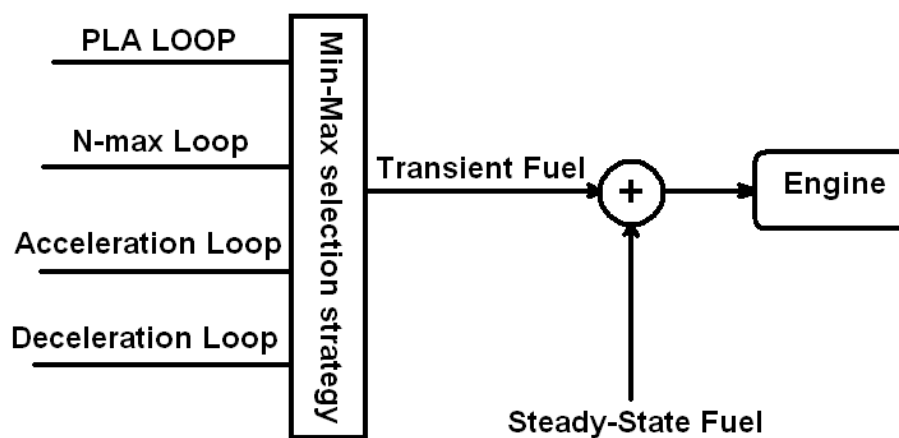 PLA LOOP
N-max Loop
Acceleration Loop
Deceleration Loop
Min-Max selection strategy
Transient Fuel
+
Engine
Steady-State Fuel